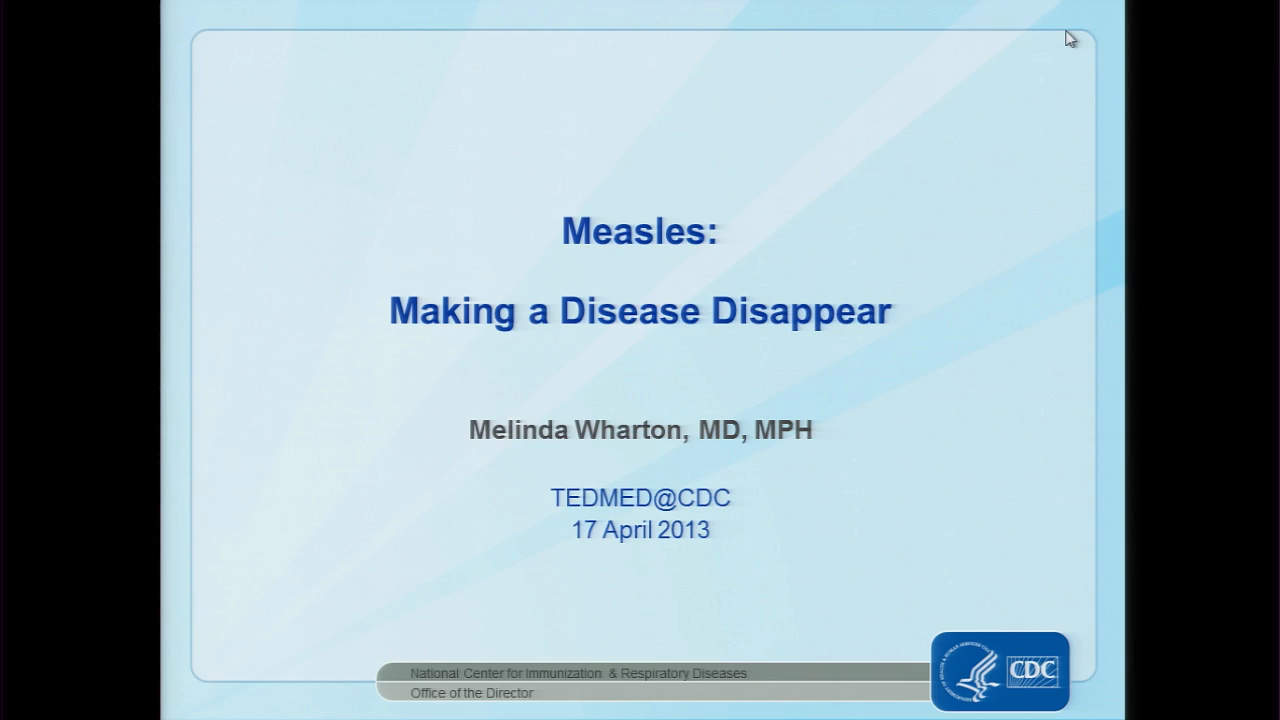 Measles:
Making a Disease Disappear
Melinda Wharton, MD, MPH
TEDMED@CDC
17 April 2013
National Center for Immunization & Respiratory Diseases
Office of the Director
CDC